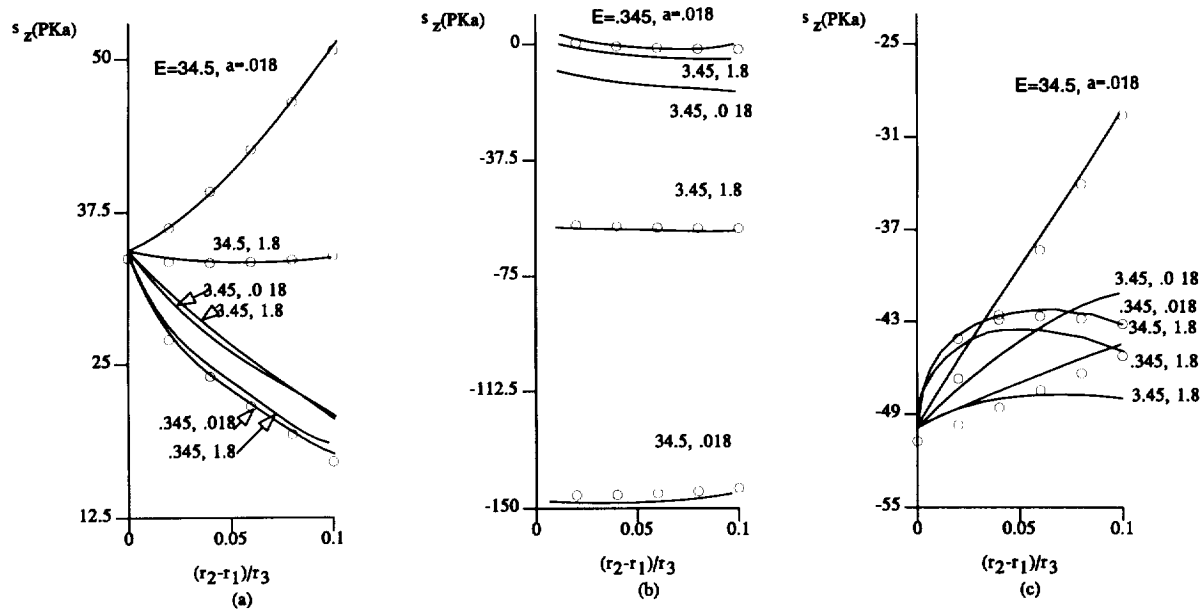 s z(PKa)
50
37.5
25
12.5
E=34.5, a=.018
34.5, 1.8
3.45, .0 18
3.45, 1.8
.345, .018
.345, 1.8
0
0.05
0.1
(r2-r1)/r3
(a)
s z(PKa)
0
-37.5
-75
-112.5
-150
E=.345, a=.018
3.45, 1.8
3.45, .0 18
3.45, 1.8
34.5, .018
0
0.05
0.1
(r2-r1)/r3
(b)
s z(PKa)
-25
-31
-37
-43
-49
-55
E=34.5, a=.018
3.45, .0 18
.345, .018
34.5, 1.8
.345, 1.8
3.45, 1.8
0
0.05
0.1
(r2-r1)/r3
(c)